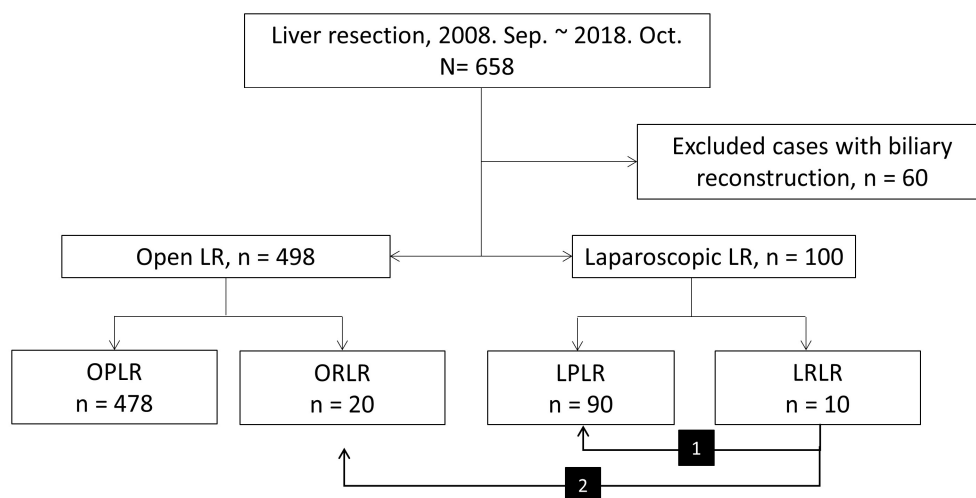 Liver resection, 2008. Sep. ~ 2018. Oct.
N= 658
Excluded cases with biliary
reconstruction, n = 60
Open LR, n = 498
Laparoscopic LR, n = 100
OPLR
n = 478
ORLR
n = 20
LPLR
n = 90
LRLR
n = 10
1
2